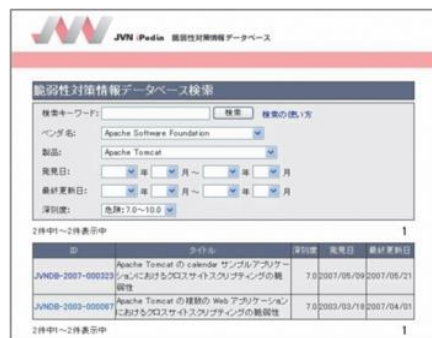 JVN iPedia 脆弱性対策情報データベース
脆弱性対策情報データベース検索
検索キーワード: 検索 検索の使い方
ベンダ名: Apache Software Foundation
製品: Apache Tomcat
発見日: 年 月~ 年 月
最終更新日: 年 月~ 年 月
深刻度: 危険:7.0~10.0
2件中1~2件表示中 1
ID タイトル 深刻度 発見日 最終更新日
JVNDB-2007-000323 Apache Tomcat の calendar サンプルアプリケーションにおけるクロスサイトスクリプティングの脆弱性 7.0 2007/05/09 2007/05/21
JVNDB-2003-000087 Apache Tomcat の複数の Web アプリケーションにおけるクロスサイトスクリプティングの脆弱性 7.0 2003/03/18 2007/04/01
2件中1~2件表示中 1